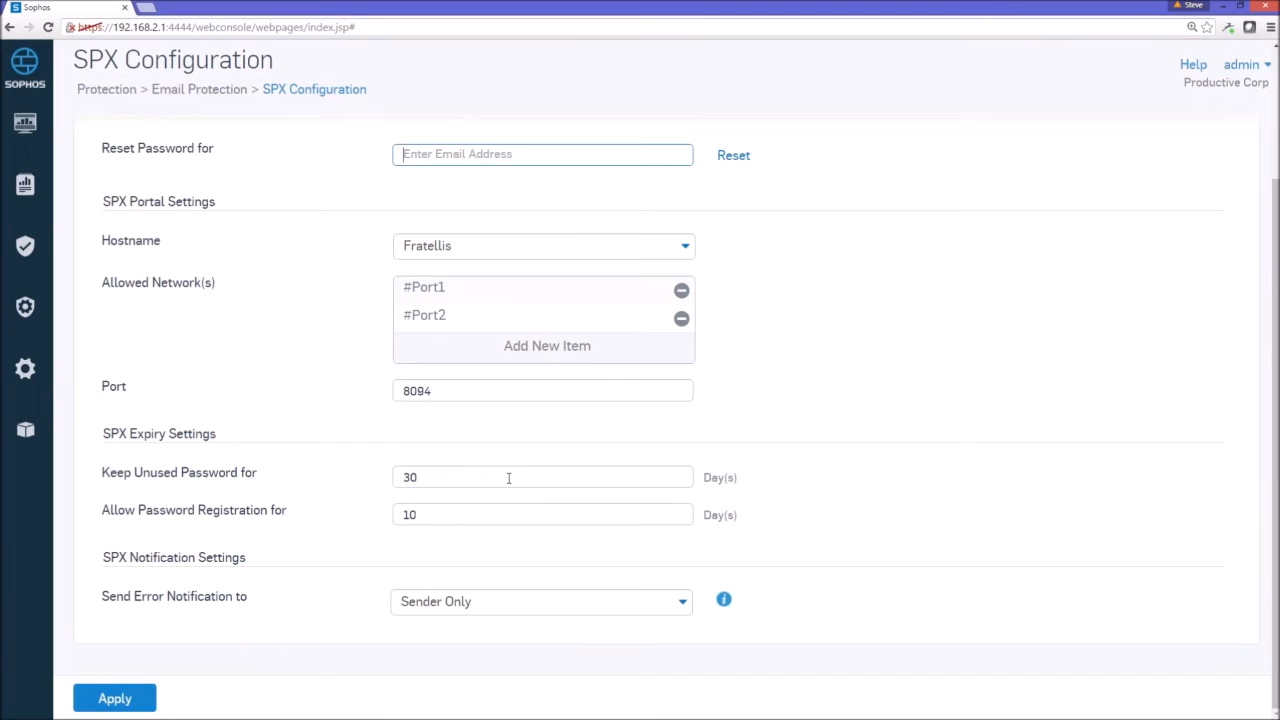 Sophos
Steve
https://192.168.2.1:4444/webconsole/webpages/index.jsp#
SOPHOS
SPX Configuration
Help admin
Protection > Email Protection > SPX Configuration
Productive Corp
Reset Password for
Enter Email Address
Reset
SPX Portal Settings
Hostname
Fratellis
Allowed Network(s)
#Port1
#Port2
Add New Item
Port
8094
SPX Expiry Settings
Keep Unused Password for
30
Day(s)
Allow Password Registration for
10
Day(s)
SPX Notification Settings
Send Error Notification to
Sender Only
Apply